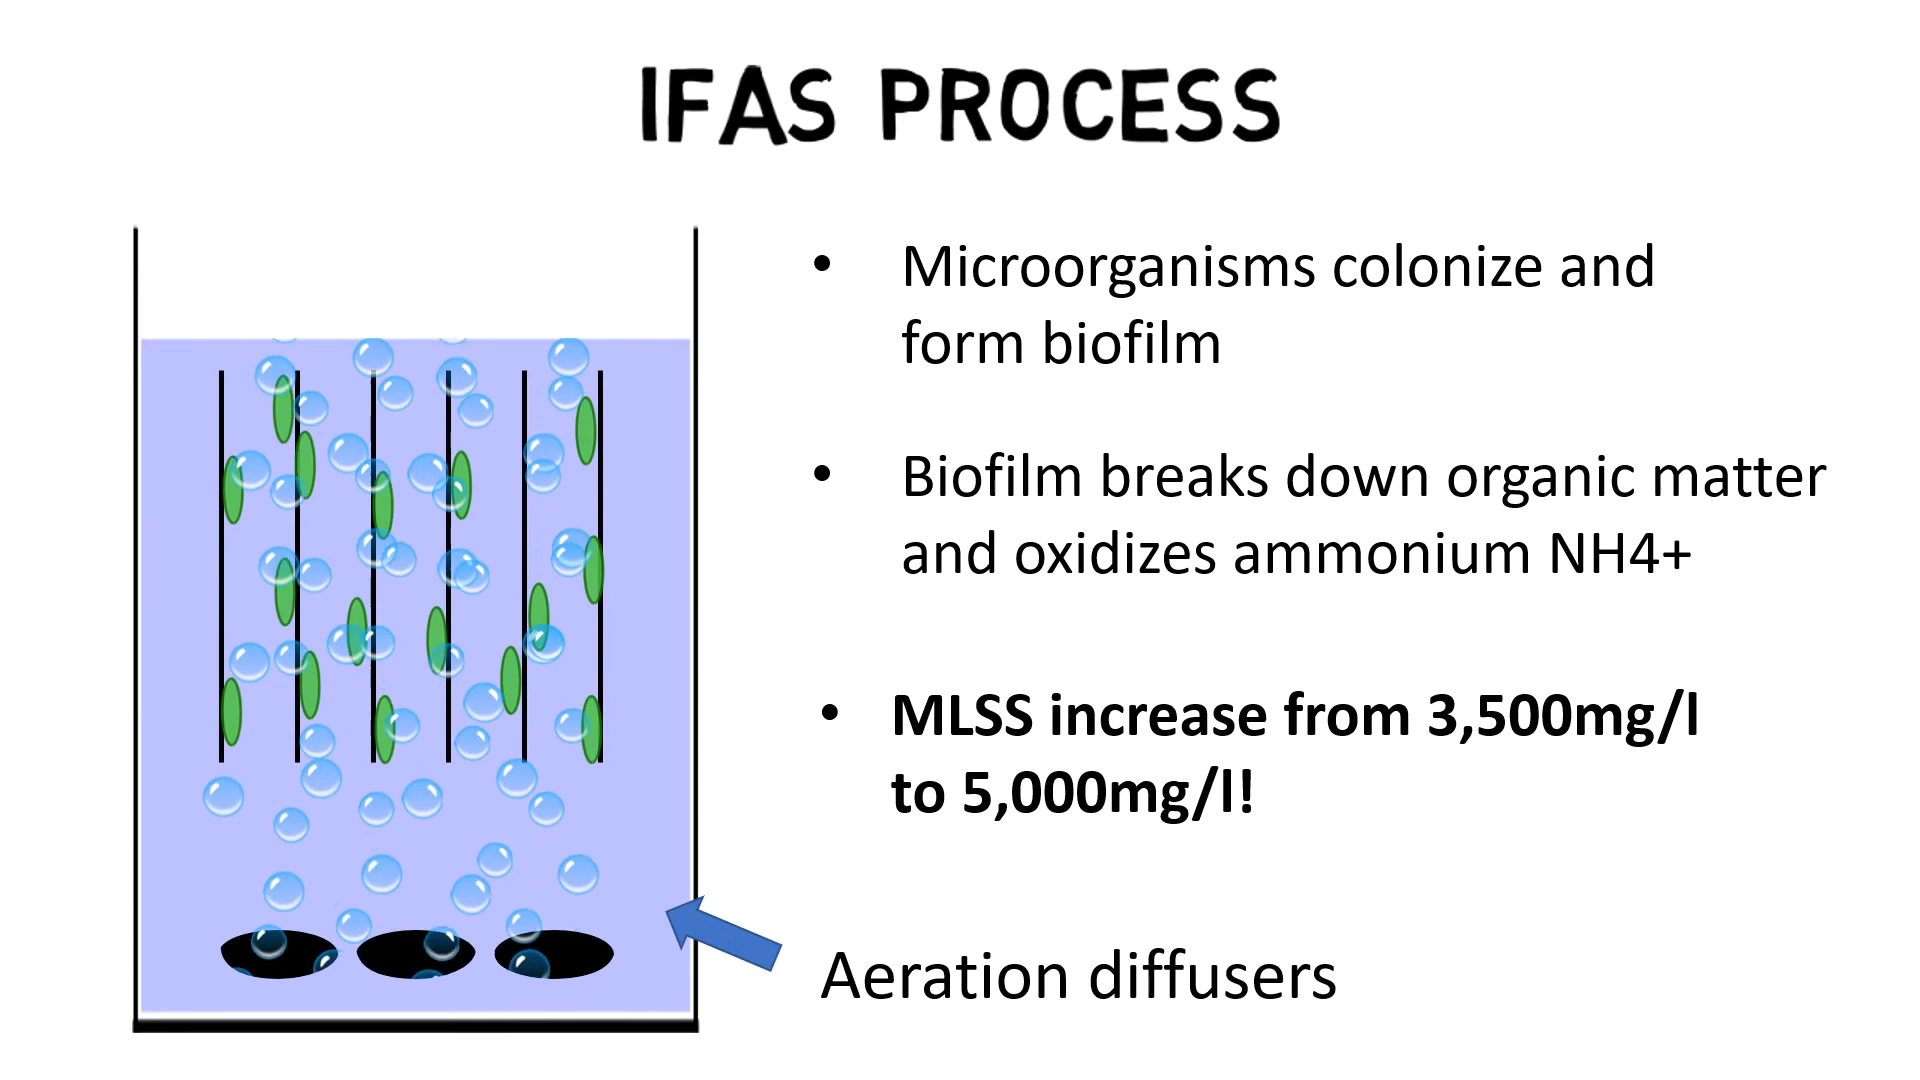 IFAS PROCESS
• Microorganisms colonize and
form biofilm
• Biofilm breaks down organic matter
and oxidizes ammonium NH4+
• MLSS increase from 3,500mg/l
to 5,000mg/l!
Aeration diffusers